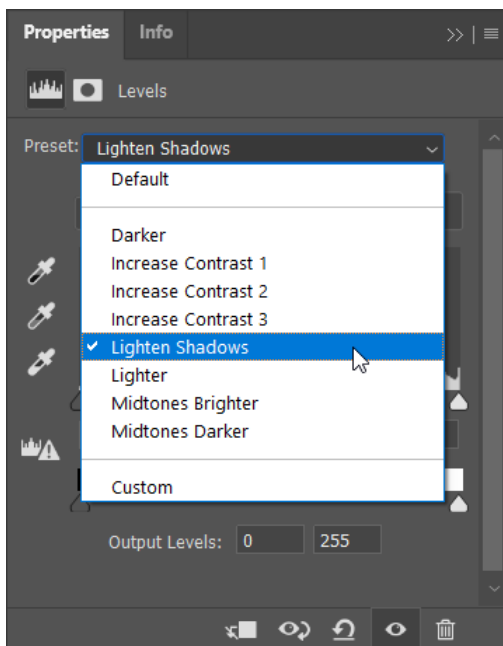 Properties Info
Levels
Preset: Lighten Shadows
Default
Darker
Increase Contrast 1
Increase Contrast 2
Increase Contrast 3
Lighten Shadows
Lighter
Midtones Brighter
Midtones Darker
Custom
Output Levels: 0 255